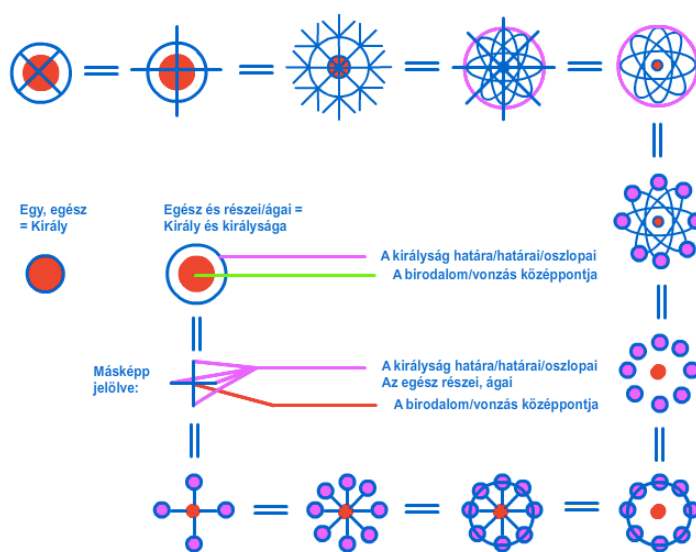 Egy, egész
= Király
Egész és részei/ágai =
Király és királysága
A királyság határa/határai/oszlopai
A birodalom/vonzás középpontja
Másképp
jelölve:
A királyság határa/határai/oszlopai
Az egész részei, ágai
A birodalom/vonzás középpontja